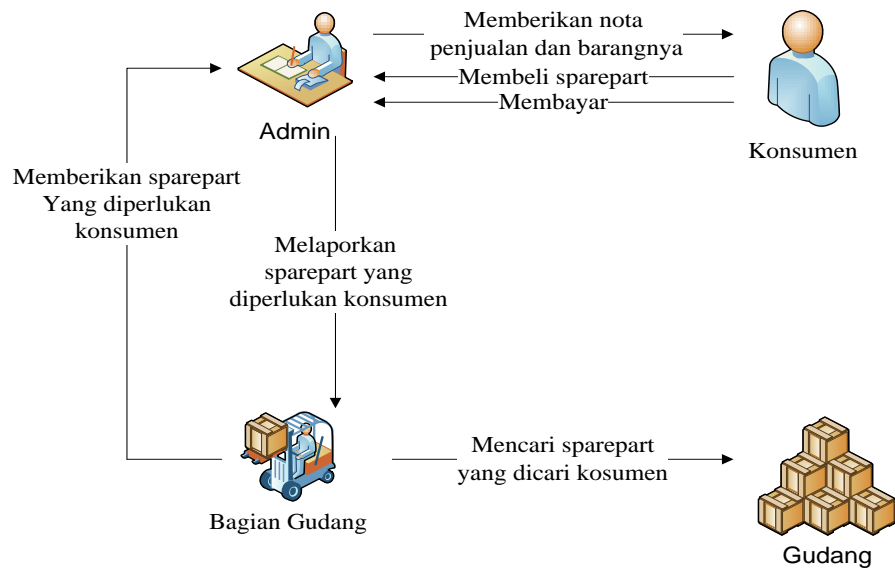 Memberikan nota
penjualan dan barangnya
Membeli sparepart
Membayar
Admin
Konsumen
Memberikan sparepart
Yang diperlukan
konsumen
Melaporkan
sparepart yang
diperlukan konsumen
Mencari sparepart
yang dicari kosumen
Bagian Gudang
Gudang